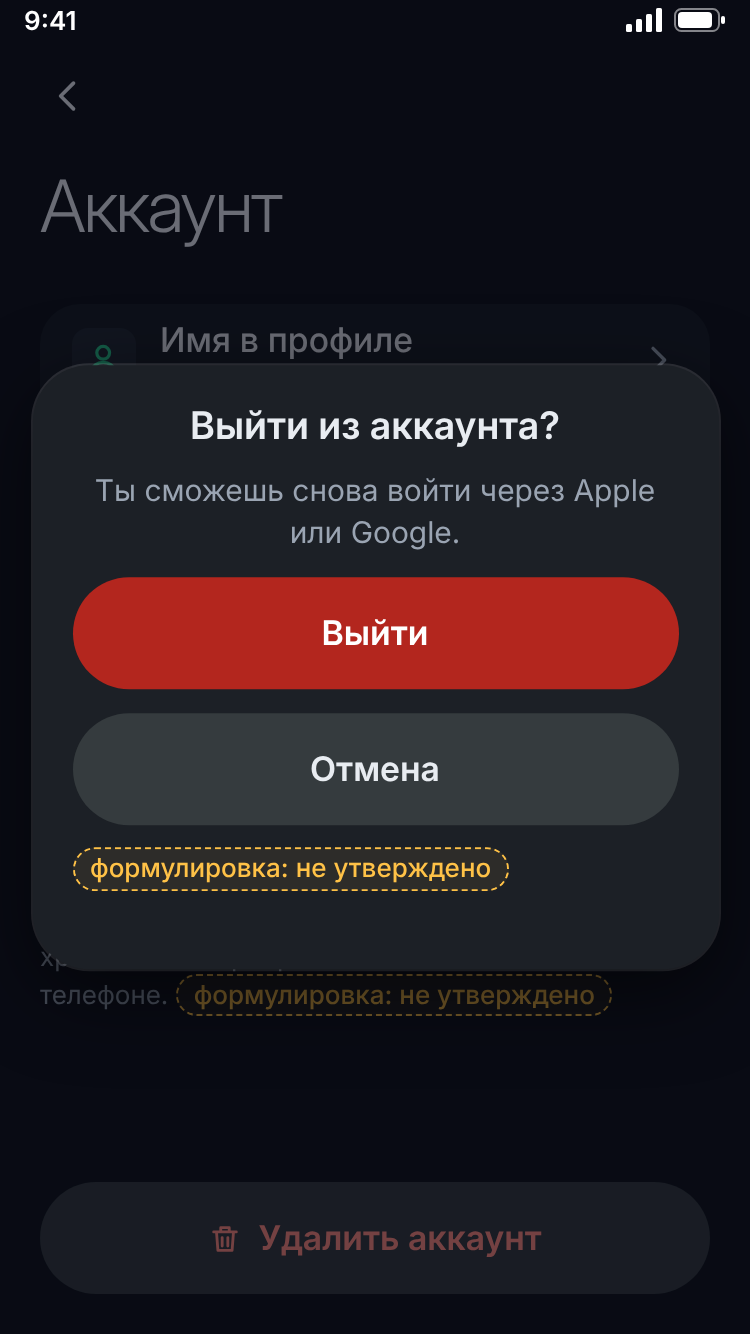 9:41
Аккаунт
Имя в профиле
Выйти из аккаунта?
Ты сможешь снова войти через Apple
или Google.
Выйти
Отмена
формулировка: не утверждено
телефоне. формулировка: не утверждено
Удалить аккаунт